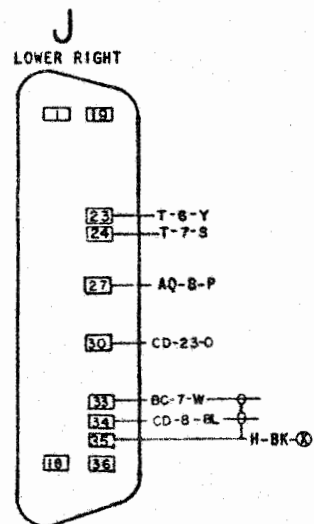 J
LOWER RIGHT
1 19
23 T-6-Y
24 T-7-S
27 AQ-8-P
30 CD-23-O
33 BC-7-W
34 CD-8-BL
35 H-BK-Ⓧ
18 36